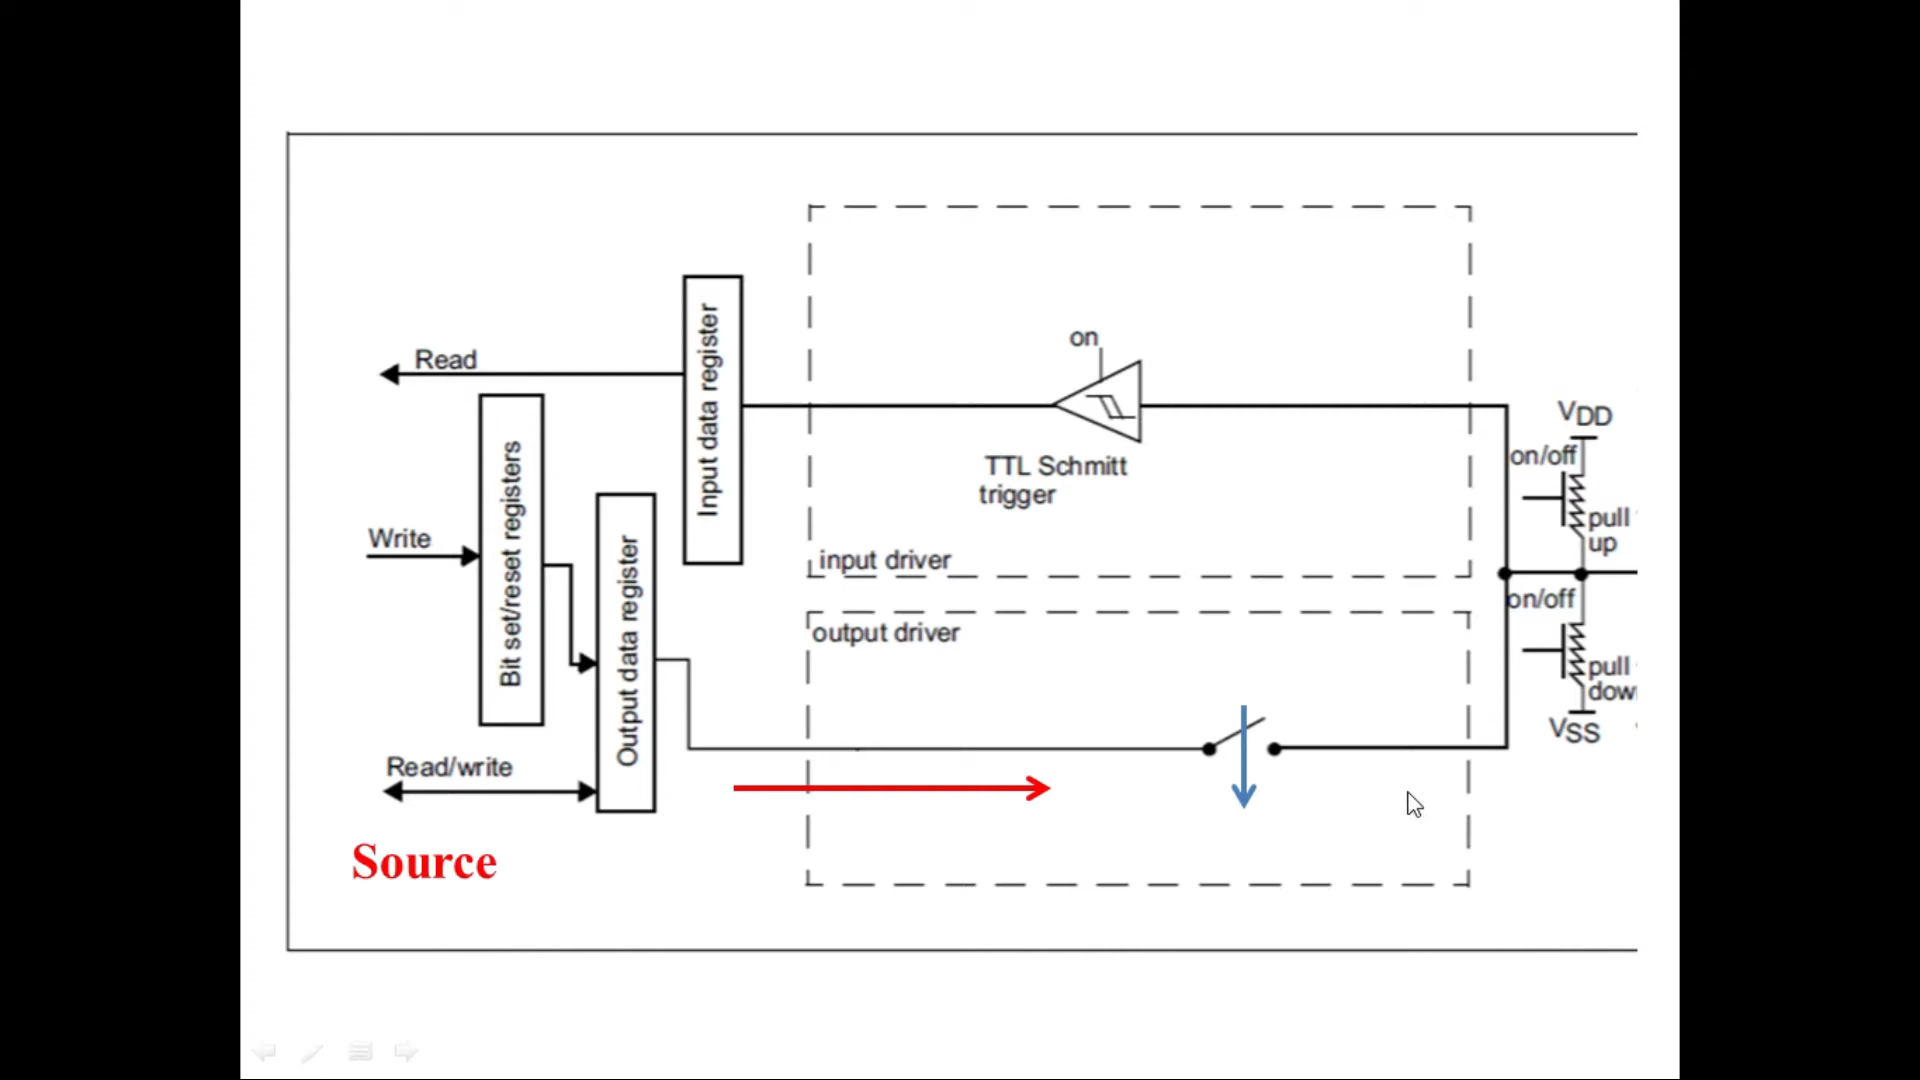 on
Read
Input data register
TTL Schmitt
trigger
VDD
on/off
pull
up
Bit set/reset registers
Write
Output data register
input driver
on/off
output driver
pull
Read/write
VSS
Source